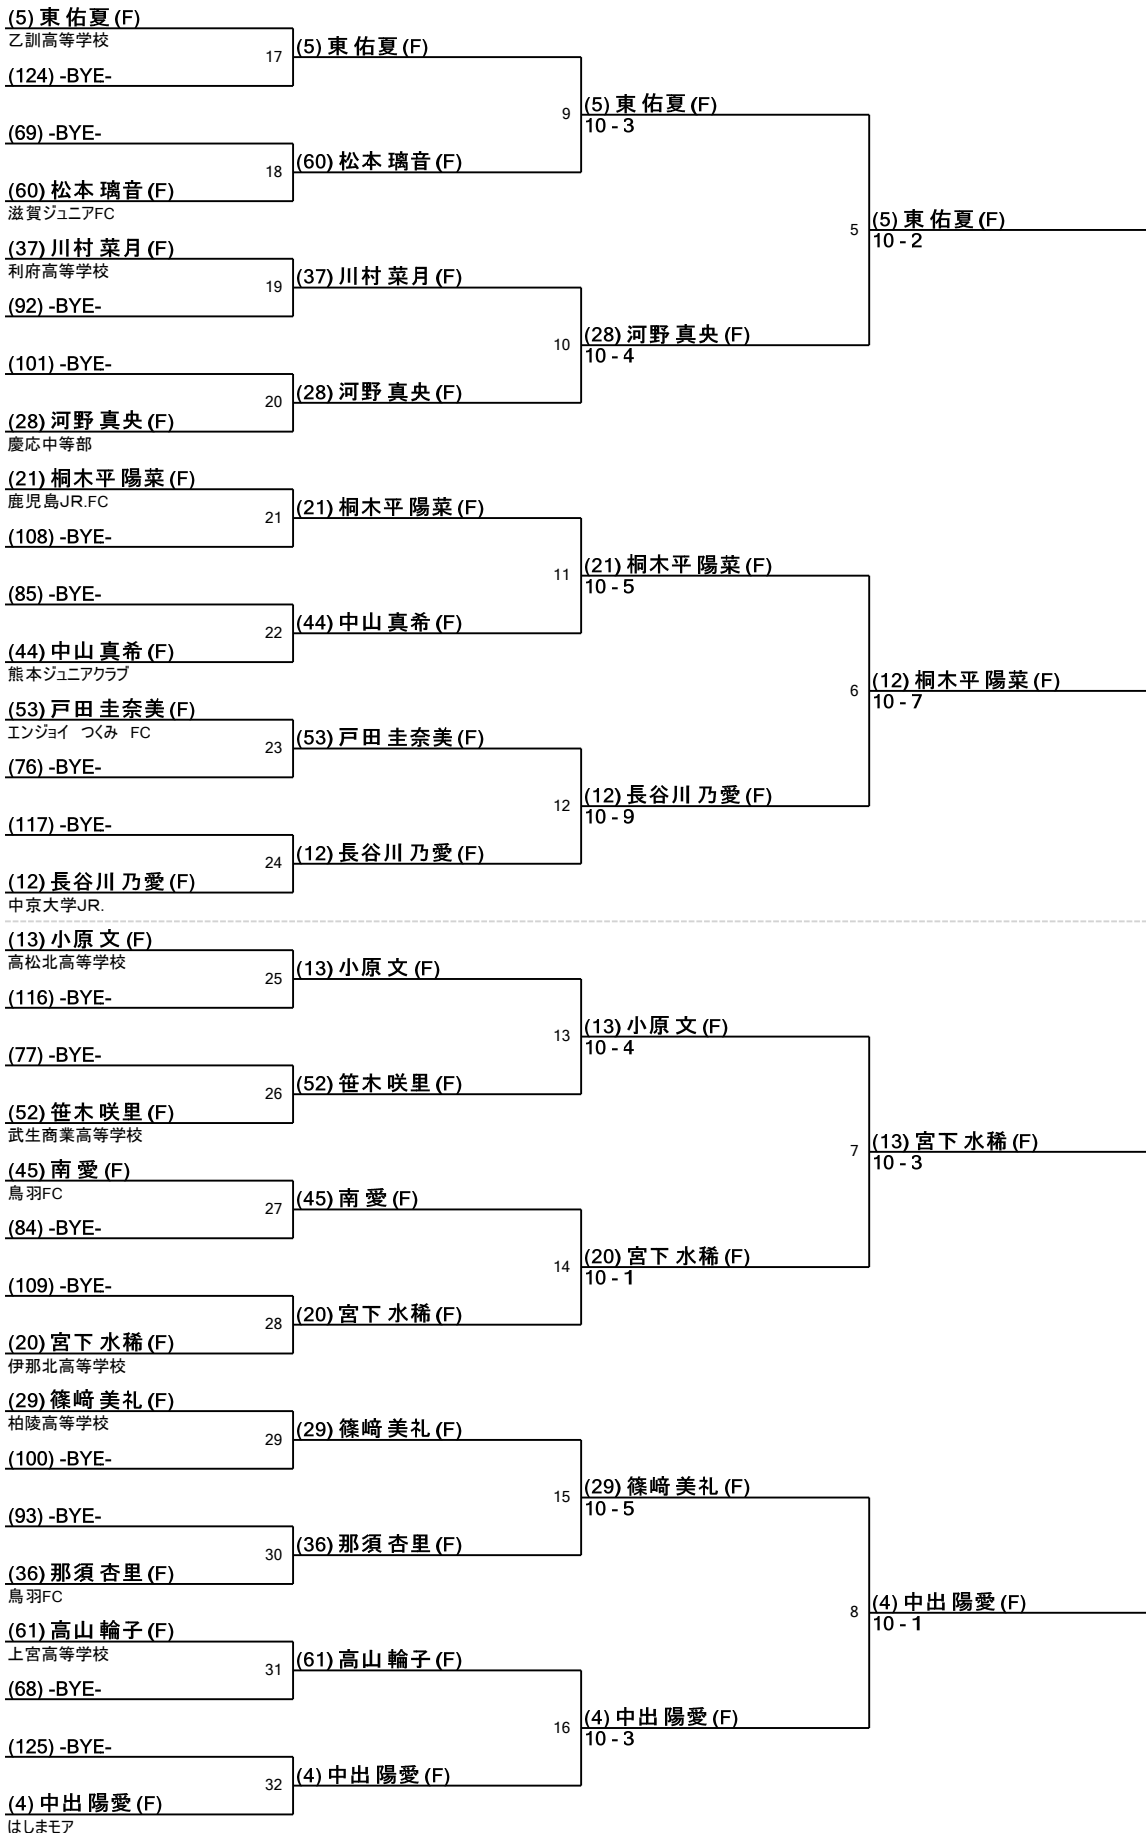 (5) 東 佑夏 (F)
乙訓高等学校
17
(124) -BYE-
(69) -BYE-
18
(60) 松本 璃音 (F)
滋賀ジュニアFC
(37) 川村 菜月 (F)
利府高等学校
19
(92) -BYE-
(101) -BYE-
20
(28) 河野 真央 (F)
慶応中等部
(21) 桐木平 陽菜 (F)
鹿児島JR.FC
21
(108) -BYE-
(85) -BYE-
22
(44) 中山 真希 (F)
熊本ジュニアクラブ
(53) 戸田 圭奈美 (F)
エンジョイ つくみ FC
23
(76) -BYE-
(117) -BYE-
24
(12) 長谷川 乃愛 (F)
中京大学JR.
(13) 小原 文 (F)
高松北高等学校
25
(116) -BYE-
(77) -BYE-
26
(52) 笹木 咲里 (F)
武生商業高等学校
(45) 南 愛 (F)
鳥羽FC
27
(84) -BYE-
(109) -BYE-
28
(20) 宮下 水稀 (F)
伊那北高等学校
(29) 篠﨑 美礼 (F)
柏陵高等学校
29
(100) -BYE-
(93) -BYE-
30
(36) 那須 杏里 (F)
鳥羽FC
(61) 高山 輪子 (F)
上宮高等学校
31
(68) -BYE-
(125) -BYE-
32
(4) 中出 陽愛 (F)
はしまモア
(5) 東 佑夏 (F)
9
(60) 松本 璃音 (F)
(37) 川村 菜月 (F)
10
(28) 河野 真央 (F)
(21) 桐木平 陽菜 (F)
11
(44) 中山 真希 (F)
(53) 戸田 圭奈美 (F)
12
(12) 長谷川 乃愛 (F)
(13) 小原 文 (F)
13
(52) 笹木 咲里 (F)
(45) 南 愛 (F)
14
(20) 宮下 水稀 (F)
(29) 篠﨑 美礼 (F)
15
(36) 那須 杏里 (F)
(61) 高山 輪子 (F)
16
(4) 中出 陽愛 (F)
(5) 東 佑夏 (F)
10 - 3
5
(28) 河野 真央 (F)
10 - 4
(21) 桐木平 陽菜 (F)
10 - 5
6
(12) 長谷川 乃愛 (F)
10 - 9
(13) 小原 文 (F)
10 - 4
7
(20) 宮下 水稀 (F)
10 - 1
(29) 篠﨑 美礼 (F)
10 - 5
8
(4) 中出 陽愛 (F)
10 - 3
(5) 東 佑夏 (F)
10 - 2
(12) 桐木平 陽菜 (F)
10 - 7
(13) 宮下 水稀 (F)
10 - 3
(4) 中出 陽愛 (F)
10 - 1